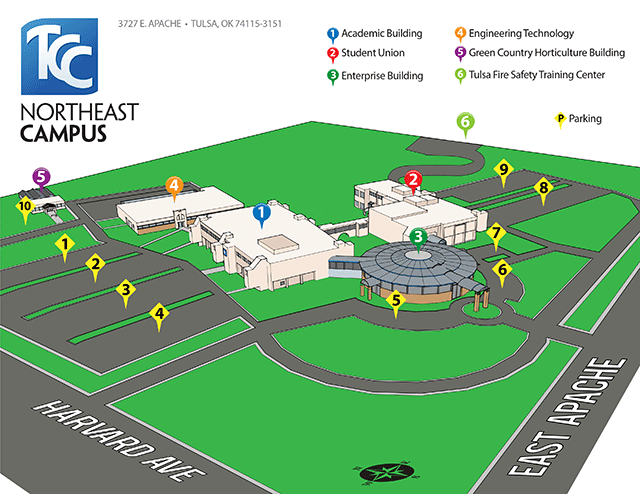 3727 E. APACHE • TULSA, OK 74115-3151
TCC
NORTHEAST
CAMPUS
1 Academic Building
2 Student Union
3 Enterprise Building
4 Engineering Technology
5 Green Country Horticulture Building
6 Tulsa Fire Safety Training Center
P Parking
6
5
4
2
9
8
10
1
1
3
7
2
6
3
5
4
HARVARD AVE
EAST APACHE